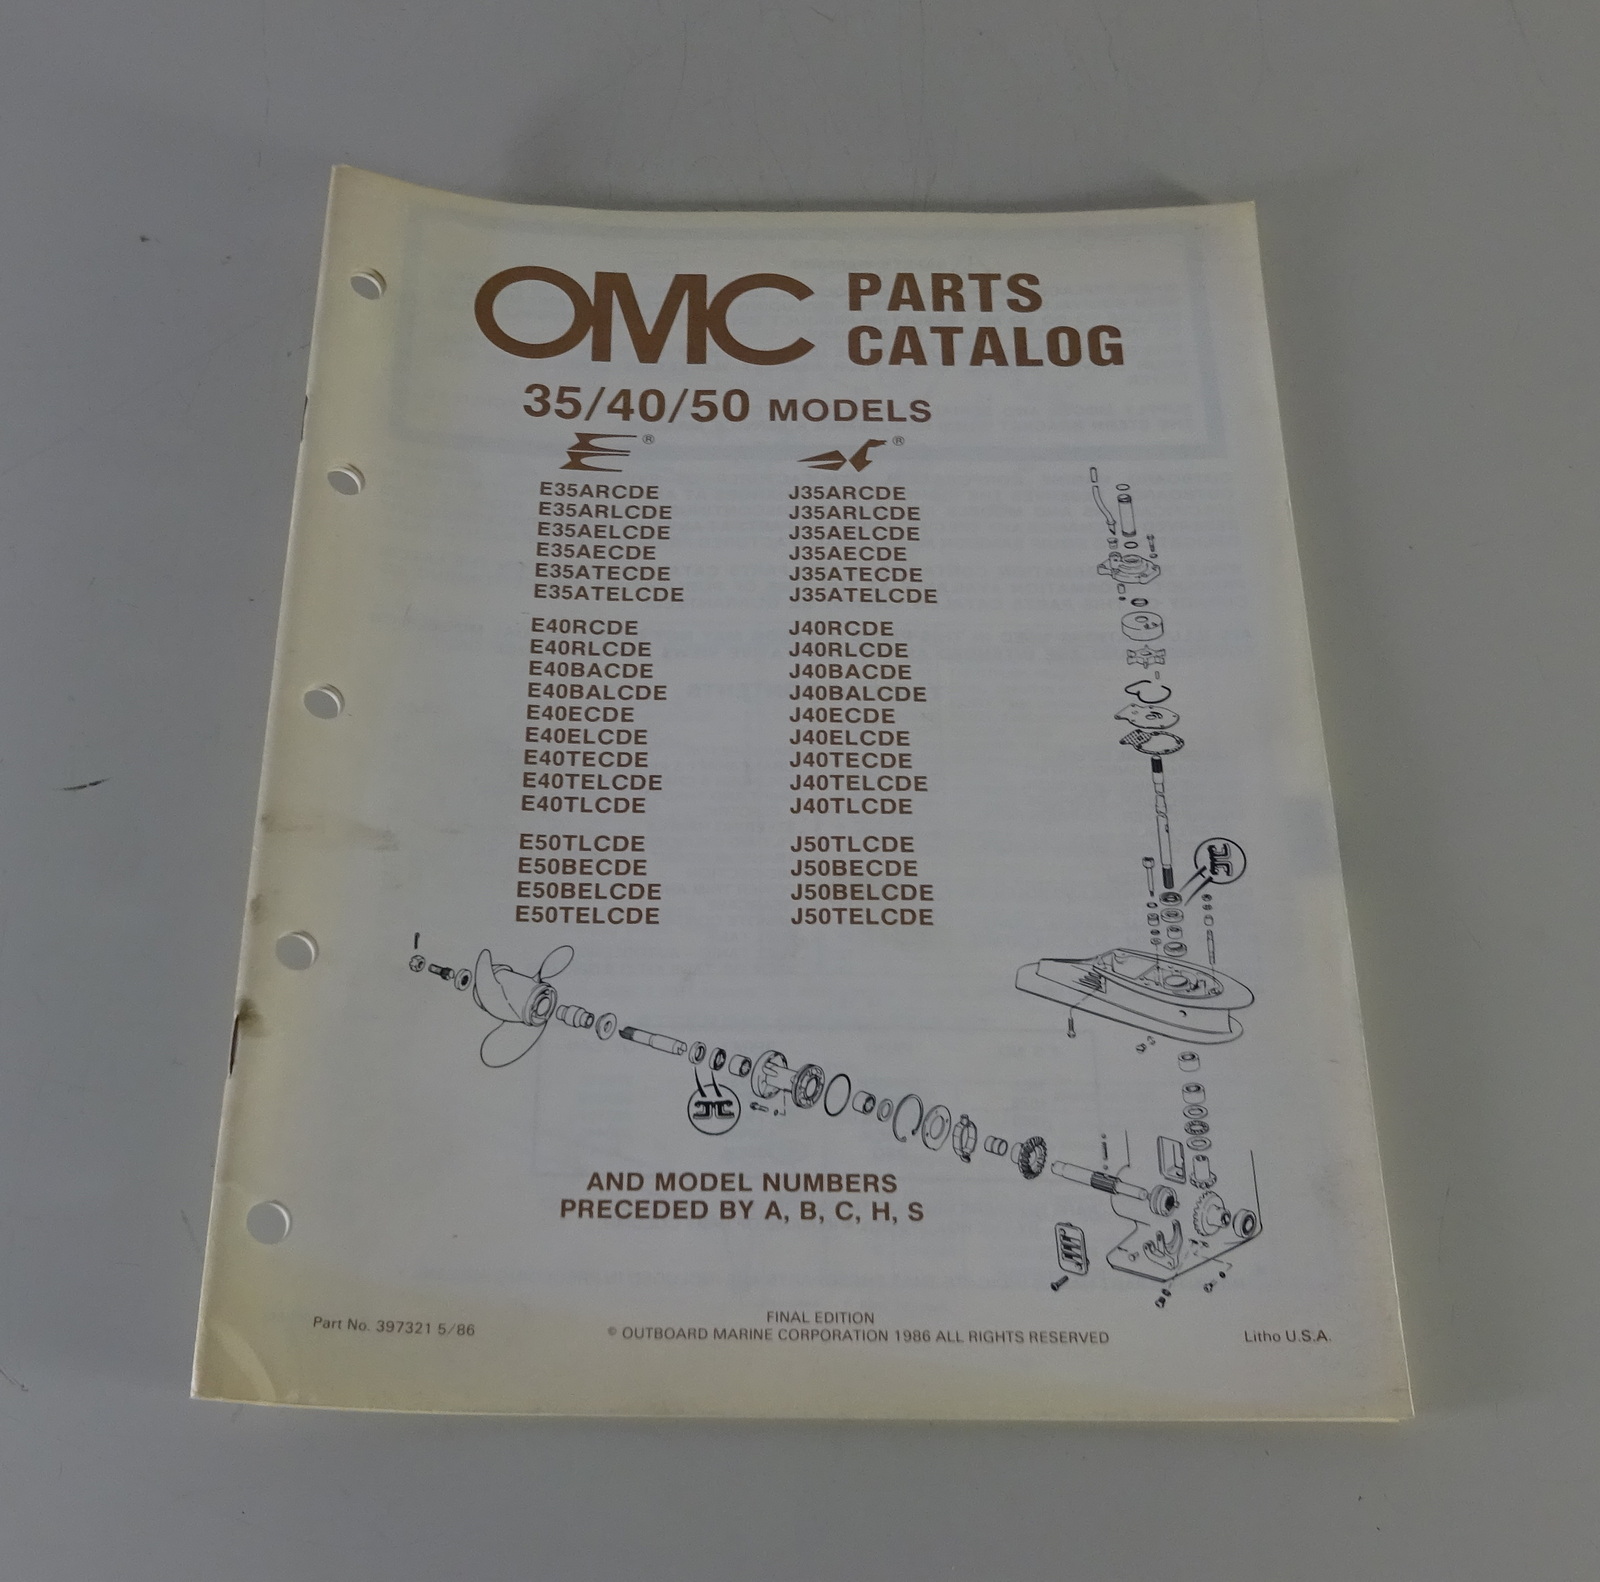 OMC PARTS CATALOG
35/40/50 MODELS
® ®
E35ARCDE J35ARCDE
E35ARLCDE J35ARLCDE
E35AELCDE J35AELCDE
E35AECDE J35AECDE
E35ATECDE J35ATECDE
E35ATELCDE J35ATELCDE
E40RCDE J40RCDE
E40RLCDE J40RLCDE
E40BACDE J40BACDE
E40BALCDE J40BALCDE
E40ECDE J40ECDE
E40ELCDE J40ELCDE
E40TECDE J40TECDE
E40TELCDE J40TELCDE
E40TLCDE J40TLCDE
E50TLCDE J50TLCDE
E50BECDE J50BECDE
E50BELCDE J50BELCDE
E50TELCDE J50TELCDE
AND MODEL NUMBERS
PRECEDED BY A, B, C, H, S
FINAL EDITION
Part No. 397321 5/86 © OUTBOARD MARINE CORPORATION 1986 ALL RIGHTS RESERVED Litho U.S.A.